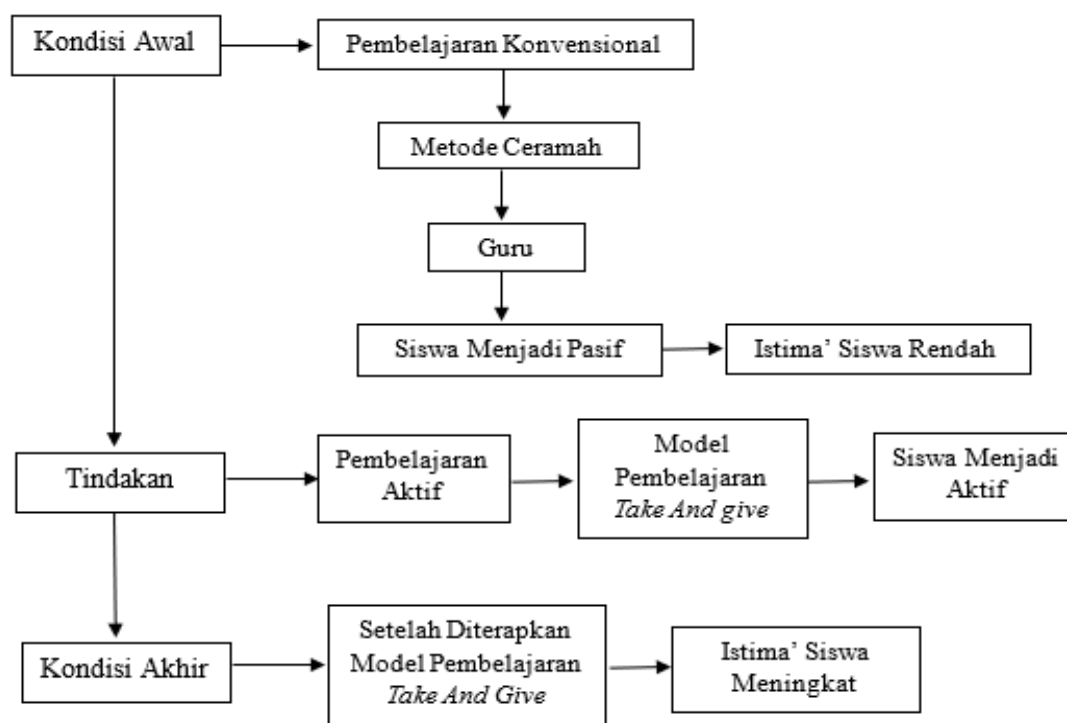 Kondisi Awal
Pembelajaran Konvensional
Metode Ceramah
Guru
Siswa Menjadi Pasif
Istima’ Siswa Rendah
Tindakan
Pembelajaran
Aktif
Model
Pembelajaran
Take And give
Siswa Menjadi
Aktif
Kondisi Akhir
Setelah Diterapkan
Model Pembelajaran
Take And Give
Istima’ Siswa
Meningkat